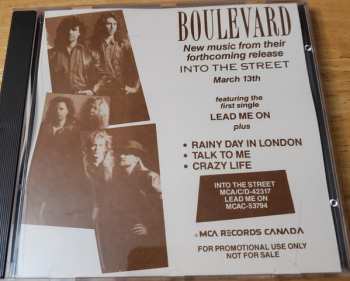 BOULEVARD
New music from their
forthcoming release
INTO THE STREET
March 13th
featuring the
first single
LEAD ME ON
plus
• RAINY DAY IN LONDON
• TALK TO ME
• CRAZY LIFE
INTO THE STREET
MCA/C/D-42317
LEAD ME ON
MCAC-53794
MCA RECORDS CANADA
FOR PROMOTIONAL USE ONLY
NOT FOR SALE